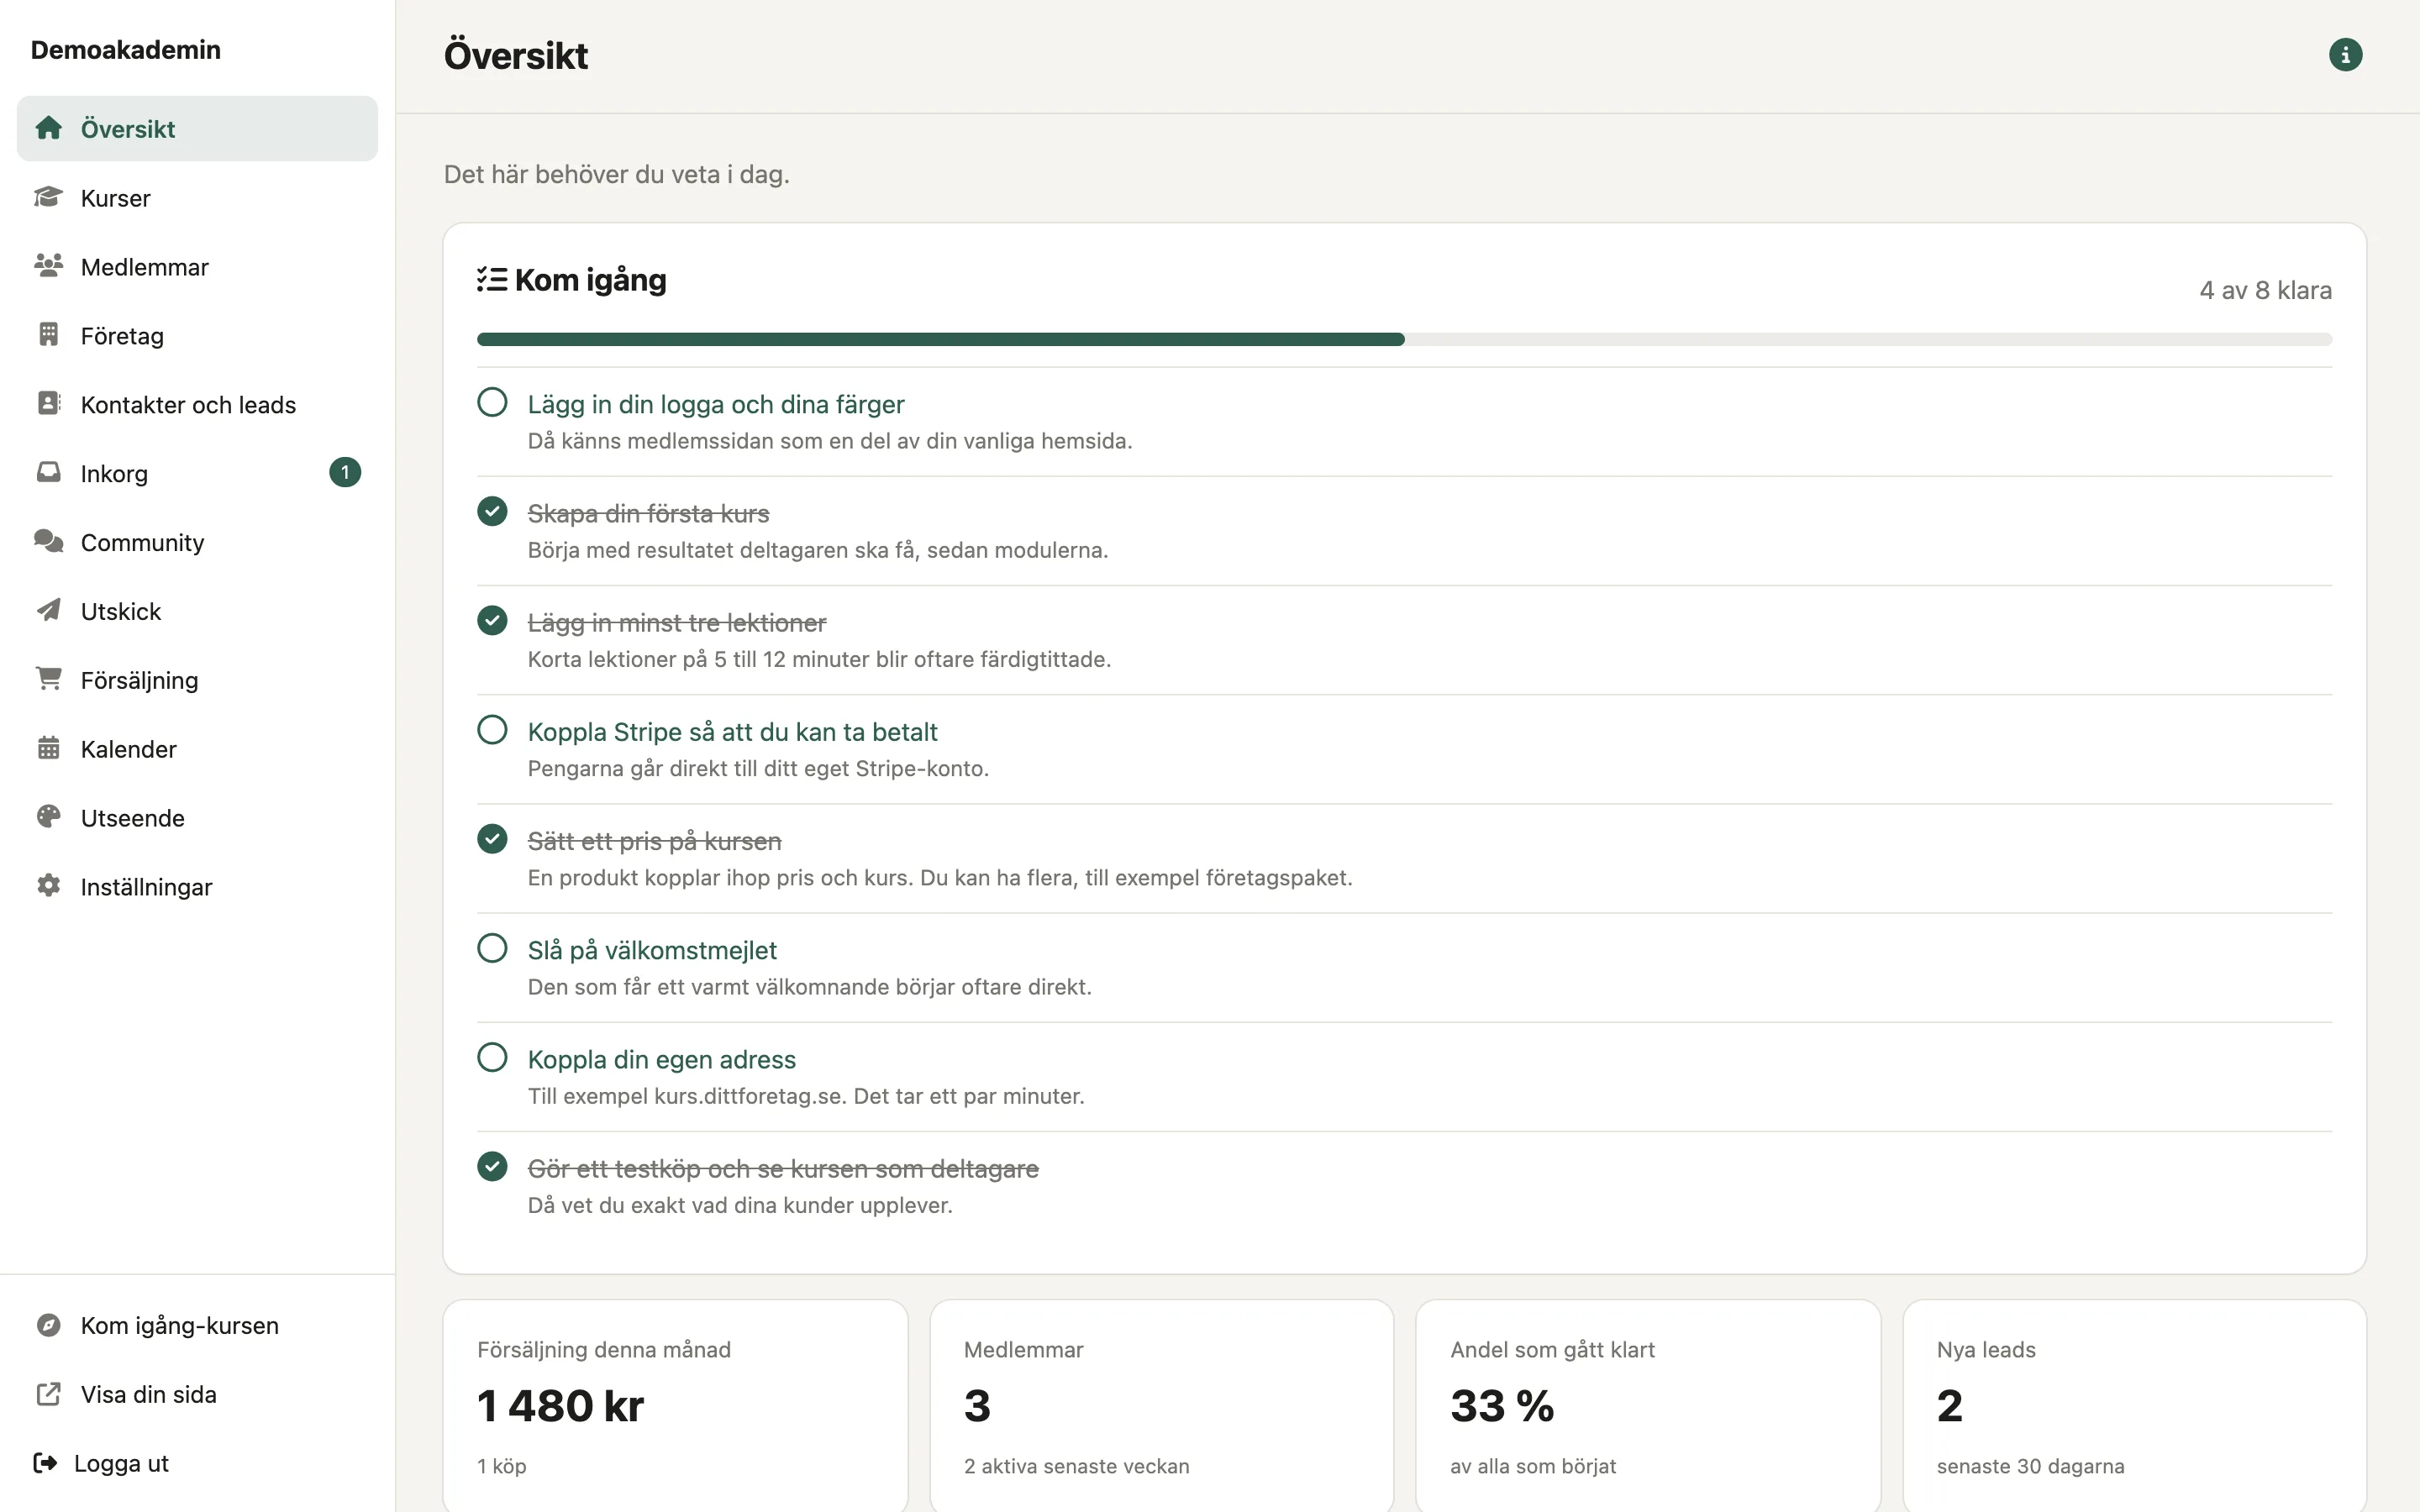 Demoakademin
Översikt
Kurser
Medlemmar
Företag
Kontakter och leads
Inkorg
1
Community
Utskick
Försäljning
Kalender
Utseende
Inställningar
Kom igång-kursen
Visa din sida
Logga ut
Översikt
Det här behöver du veta i dag.
Kom igång
4 av 8 klara
Lägg in din logga och dina färger
Då känns medlemssidan som en del av din vanliga hemsida.
Skapa din första kurs
Börja med resultatet deltagaren ska få, sedan modulerna.
Lägg in minst tre lektioner
Korta lektioner på 5 till 12 minuter blir oftare färdigtittade.
Koppla Stripe så att du kan ta betalt
Pengarna går direkt till ditt eget Stripe-konto.
Sätt ett pris på kursen
En produkt kopplar ihop pris och kurs. Du kan ha flera, till exempel företagspaket.
Slå på välkomstmejlet
Den som får ett varmt välkomnande börjar oftare direkt.
Koppla din egen adress
Till exempel kurs.dittforetag.se. Det tar ett par minuter.
Gör ett testköp och se kursen som deltagare
Då vet du exakt vad dina kunder upplever.
Försäljning denna månad
1 480 kr
1 köp
Medlemmar
3
2 aktiva senaste veckan
Andel som gått klart
33 %
av alla som börjat
Nya leads
2
senaste 30 dagarna